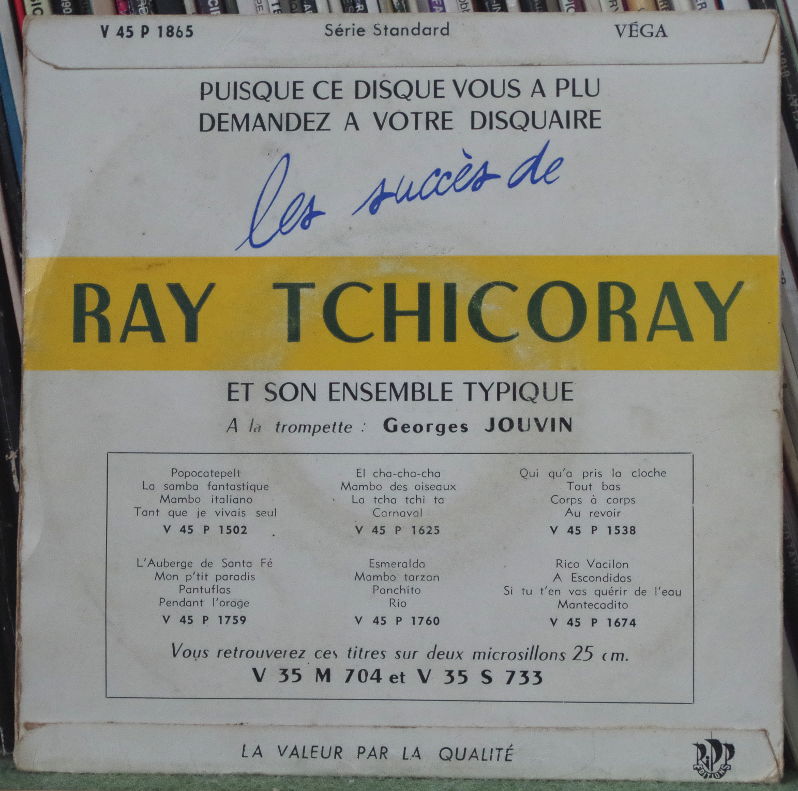 V 45 P 1865 Série Standard VÉGA
PUISQUE CE DISQUE VOUS A PLU
DEMANDEZ A VOTRE DISQUAIRE
les succès de
RAY TCHICORAY
ET SON ENSEMBLE TYPIQUE
A la trompette : Georges JOUVIN
Popocatepelt
La samba fantastique
Mambo italiano
Tant que je vivais seul
V 45 P 1502
El cha-cha-cha
Mambo des oiseaux
La tcha tchi ta
Carnaval
V 45 P 1625
Qui qu'a pris la cloche
Tout bas
Corps à corps
Au revoir
V 45 P 1538
L'Auberge de Santa Fé
Mon p'tit paradis
Pantuflas
Pendant l'orage
V 45 P 1759
Esmeralda
Mambo tarzan
Panchito
Rio
V 45 P 1760
Rico Vacilon
A Escondidas
Si tu t'en vas quérir de l'eau
Mantecadito
V 45 P 1674
Vous retrouverez ces titres sur deux microsillons 25 cm.
V 35 M 704 et V 35 S 733
LA VALEUR PAR LA QUALITÉ